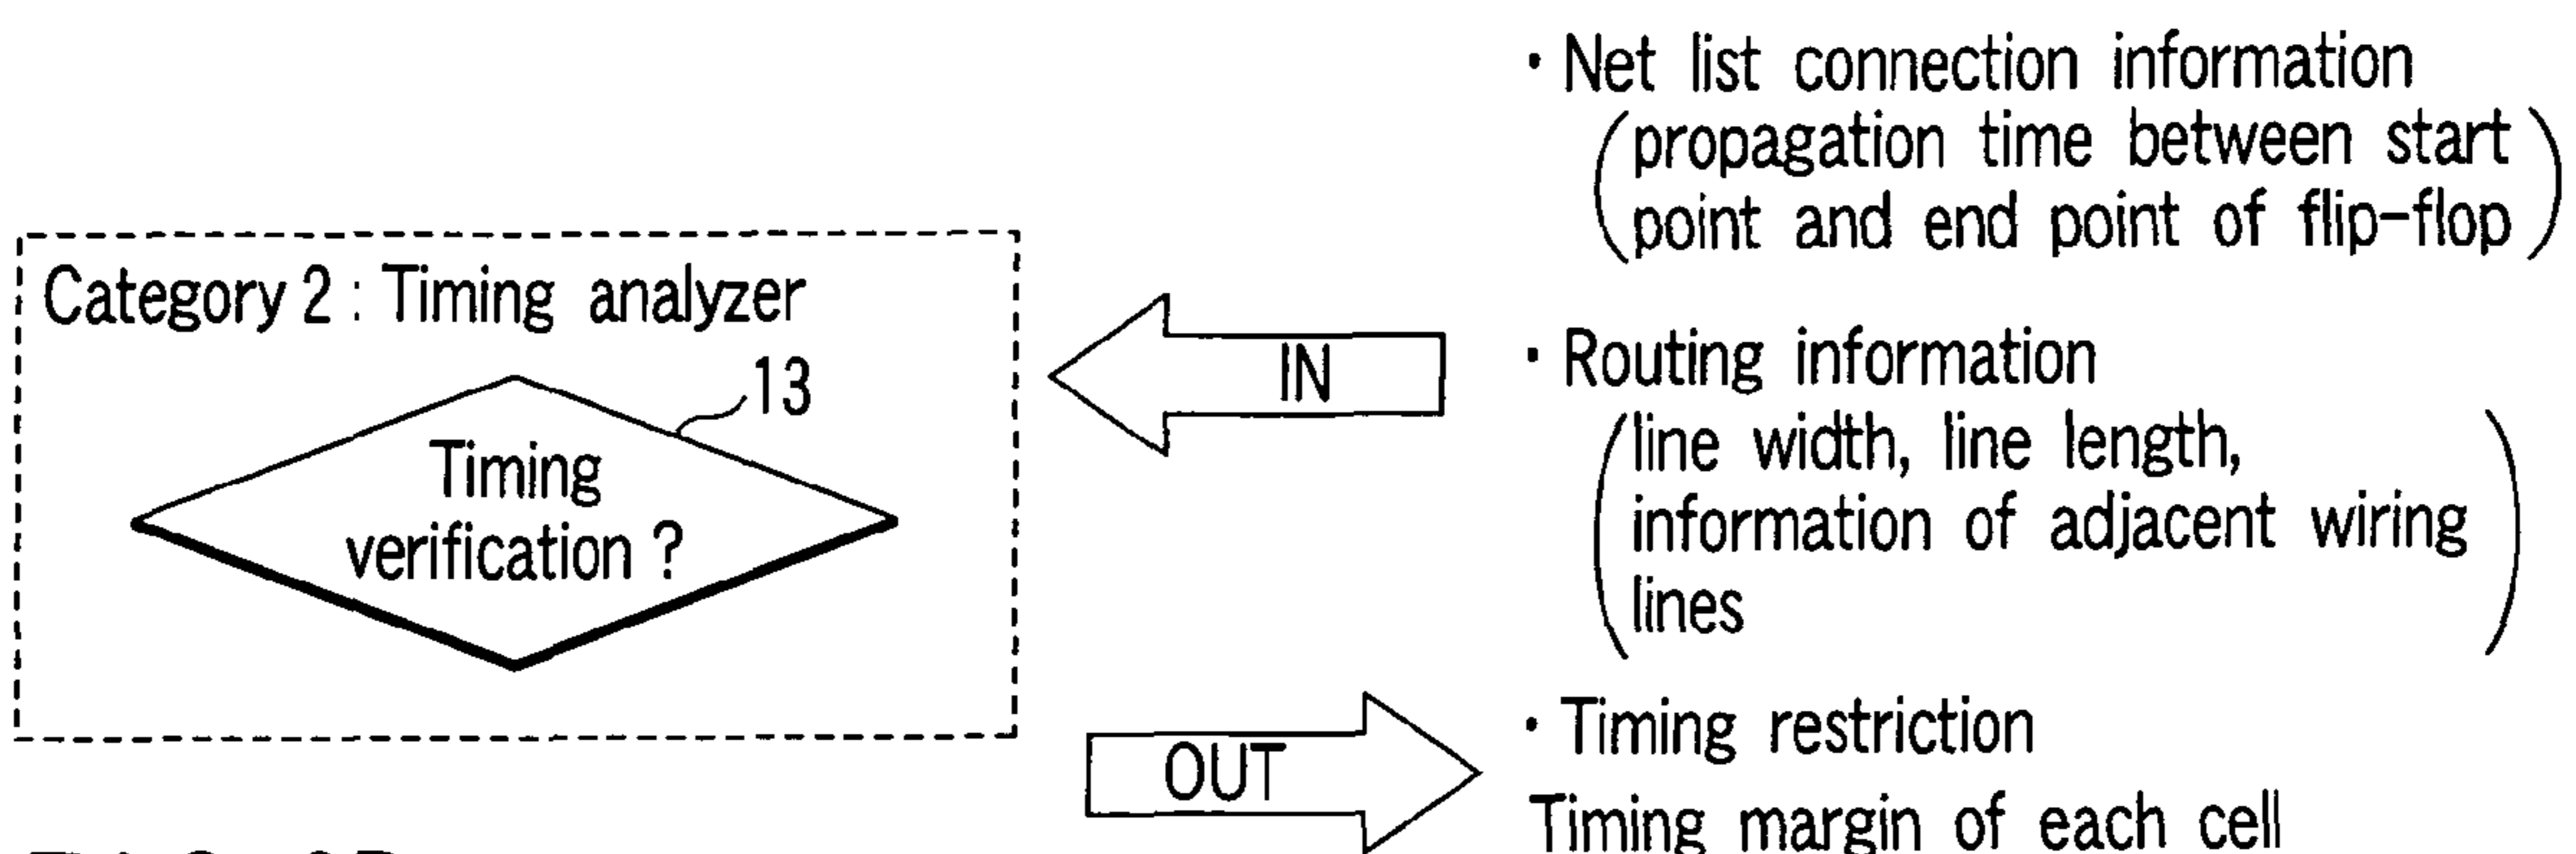 Category 2 : Timing analyzer
13
Timing
verification ?
IN
OUT
· Net list connection information
(propagation time between start
point and end point of flip-flop)
· Routing information
(line width, line length,
information of adjacent wiring
lines)
· Timing restriction
Timing margin of each cell